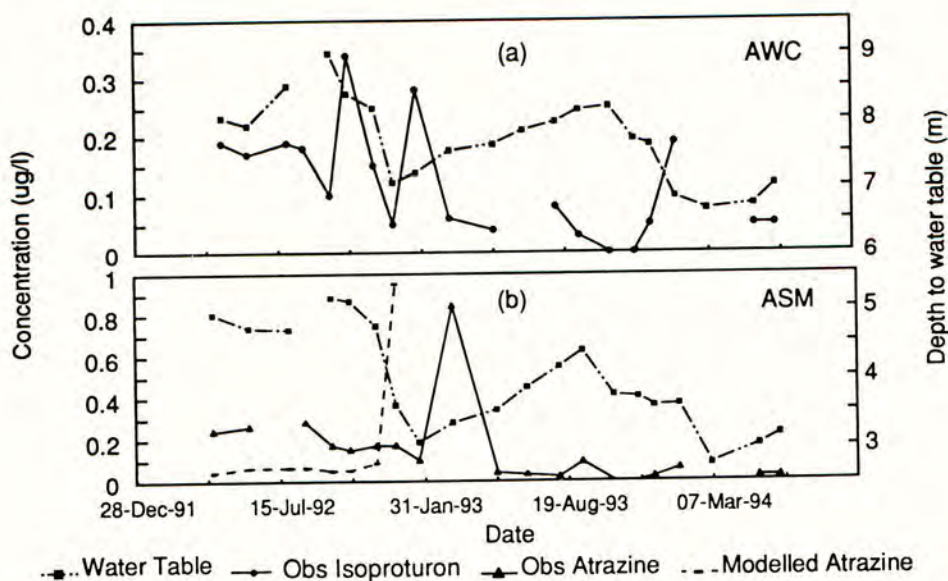 0.4
(a)
AWC
9
0.3
8
0.2
7
0.1
6
0
Concentration (ug/l)
Depth to water table (m)
1
(b)
ASM
5
0.8
0.6
4
0.4
3
0.2
0
28-Dec-91 15-Jul-92 31-Jan-93 19-Aug-93 07-Mar-94
Date
Water Table Obs Isoproturon Obs Atrazine Modelled Atrazine